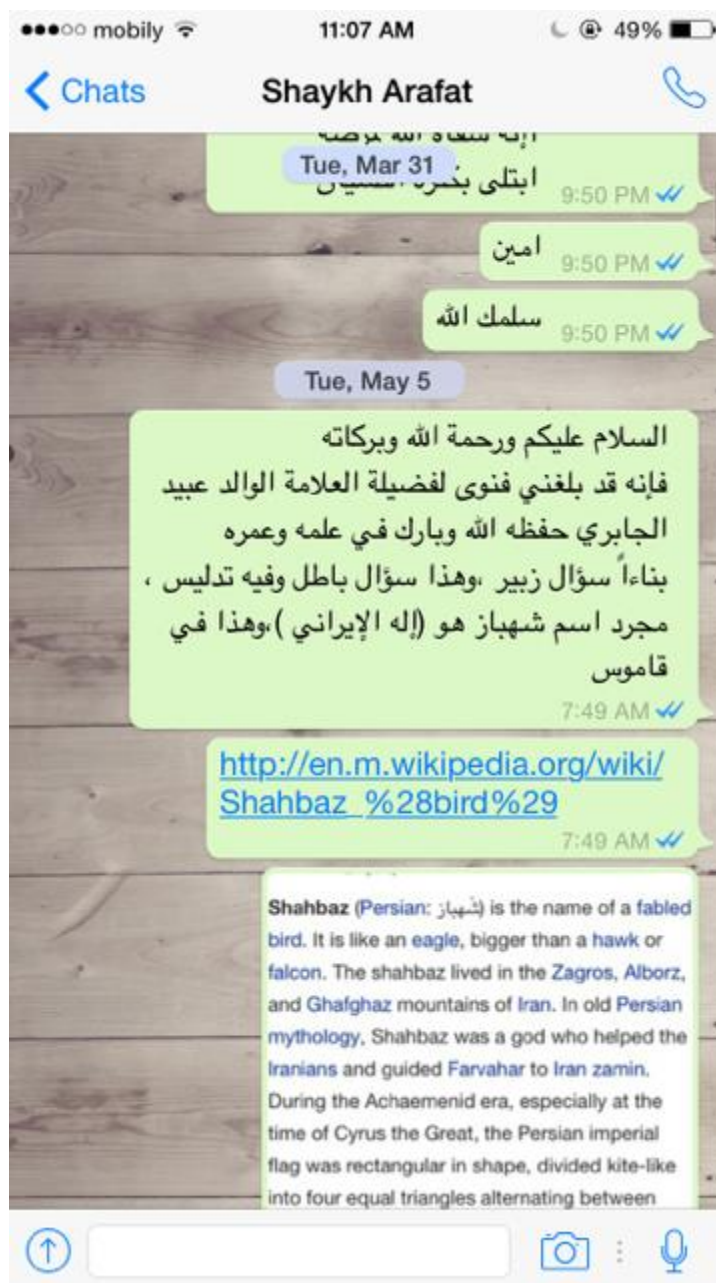 mobily 11:07 AM 49%
Chats Shaykh Arafat
Tue, Mar 31
ابتلى 9:50 PM
امين 9:50 PM
سلمك الله 9:50 PM
Tue, May 5
السلام عليكم ورحمة الله وبركاته
فإنه قد بلغني فنوى لفضيلة العلامة الوالد عبيد
الجابري حفظه الله وبارك في علمه وعمره
بناءاً سؤال زبير ،وهذا سؤال باطل وفيه تدليس ،
مجرد اسم شهباز هو (إله الإيراني )،وهذا في
قاموس
7:49 AM
http://en.m.wikipedia.org/wiki/
Shahbaz_%28bird%29
7:49 AM
Shahbaz (Persian: شَهباز) is the name of a fabled
bird. It is like an eagle, bigger than a hawk or
falcon. The shahbaz lived in the Zagros, Alborz,
and Ghafghaz mountains of Iran. In old Persian
mythology, Shahbaz was a god who helped the
Iranians and guided Farvahar to Iran zamin.
During the Achaemenid era, especially at the
time of Cyrus the Great, the Persian imperial
flag was rectangular in shape, divided kite-like
into four equal triangles alternating between